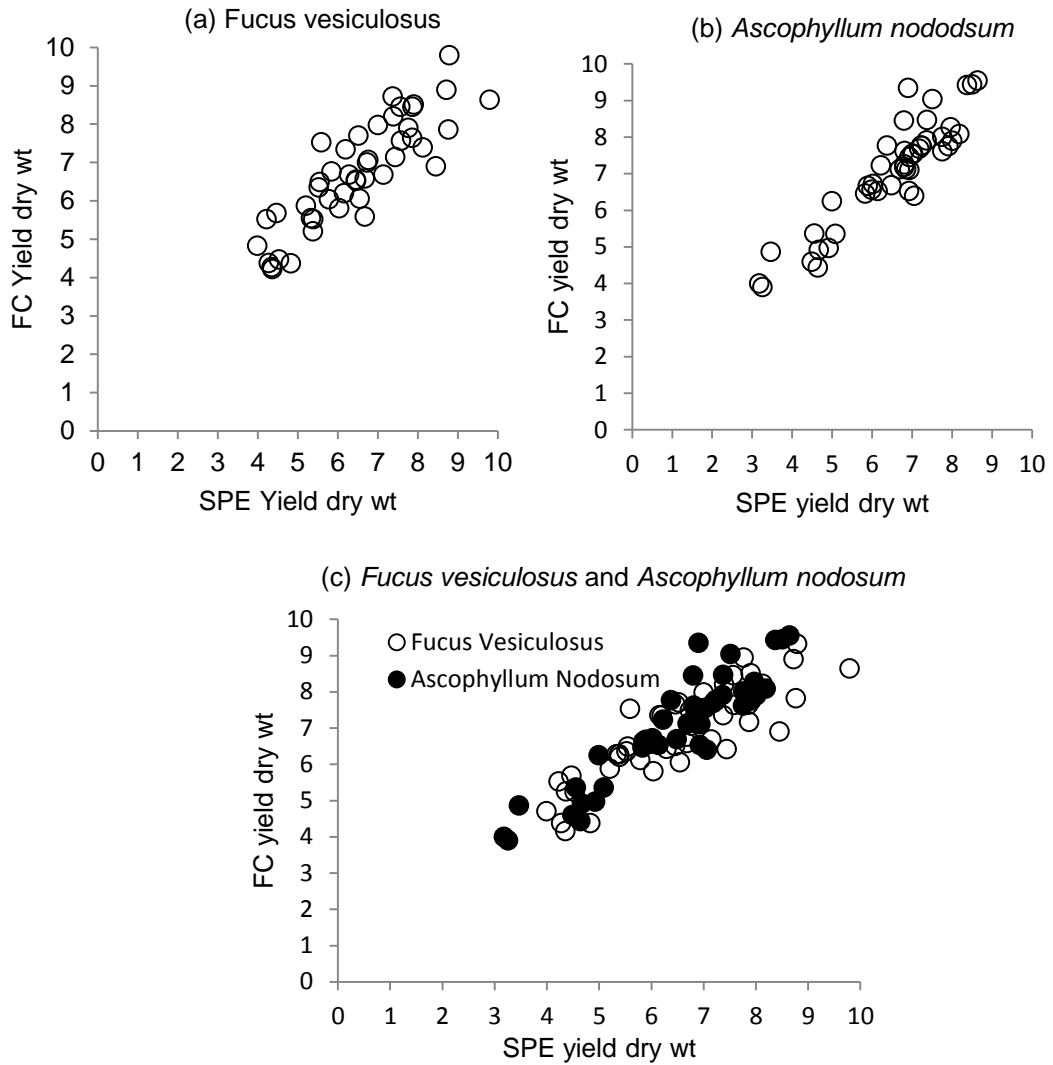 (a) Fucus vesiculosus
10
9
8
7
6
5
4
3
2
1
0
FC Yield dry wt
0 1 2 3 4 5 6 7 8 9 10
SPE Yield dry wt
(b) Ascophyllum nododsum
10
9
8
7
6
5
4
3
2
1
0
FC yield dry wt
0 1 2 3 4 5 6 7 8 9 10
SPE yield dry wt
(c) Fucus vesiculosus and Ascophyllum nodosum
Fucus Vesiculosus
Ascophyllum Nodosum
10
9
8
7
6
5
4
3
2
1
0
FC yield dry wt
0 1 2 3 4 5 6 7 8 9 10
SPE yield dry wt